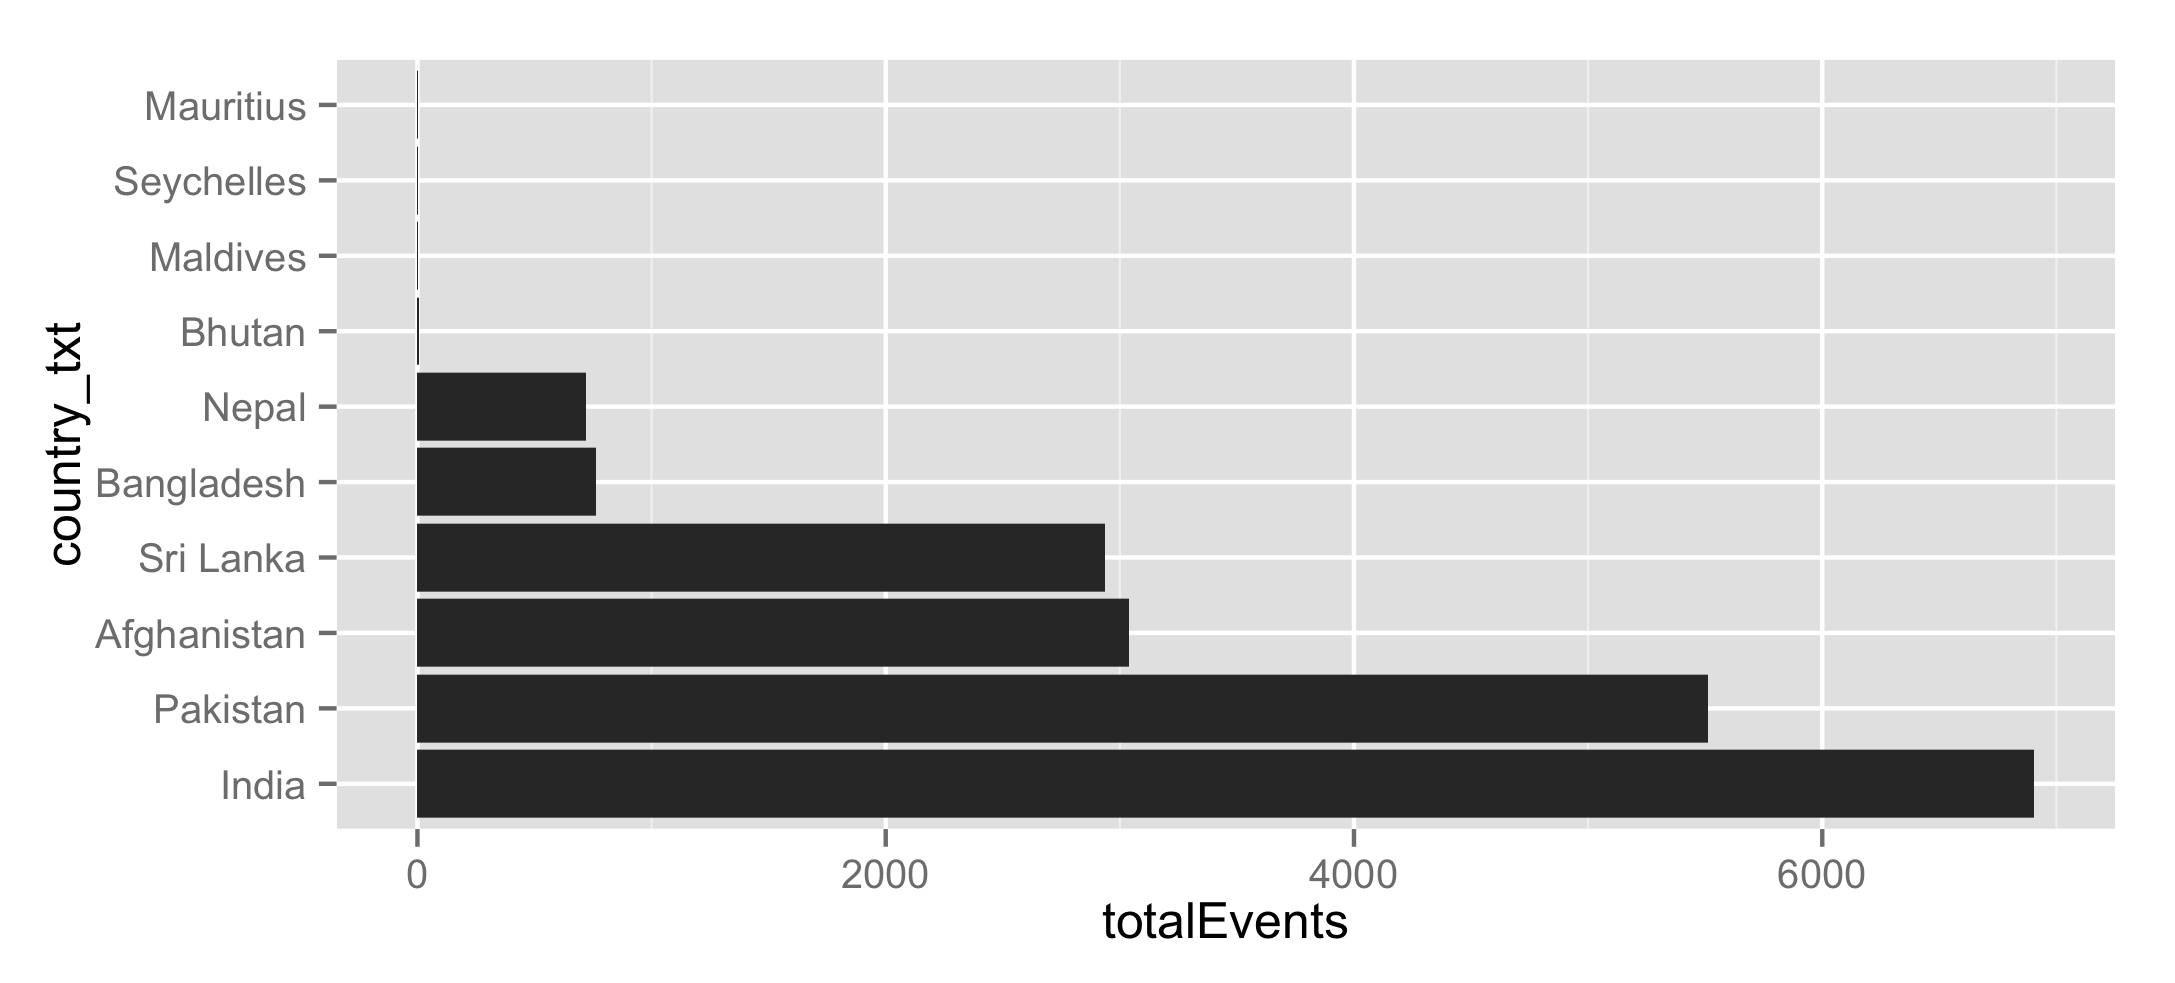 country_txt
Mauritius
Seychelles
Maldives
Bhutan
Nepal
Bangladesh
Sri Lanka
Afghanistan
Pakistan
India
0 2000 4000 6000
totalEvents